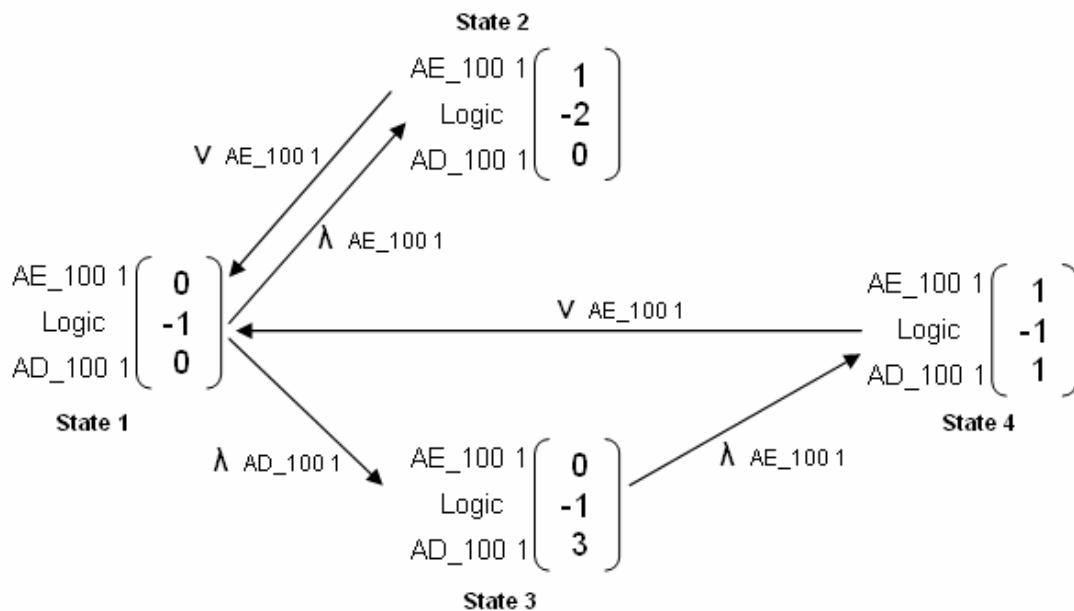 State 2
AE_100 1 1
Logic -2
AD_100 1 0
V AE_100 1
λ AE_100 1
AE_100 1 0
Logic -1
AD_100 1 0
State 1
V AE_100 1
AE_100 1 1
Logic -1
AD_100 1 1
State 4
λ AD_100 1
AE_100 1 0
Logic -1
AD_100 1 3
State 3
λ AE_100 1